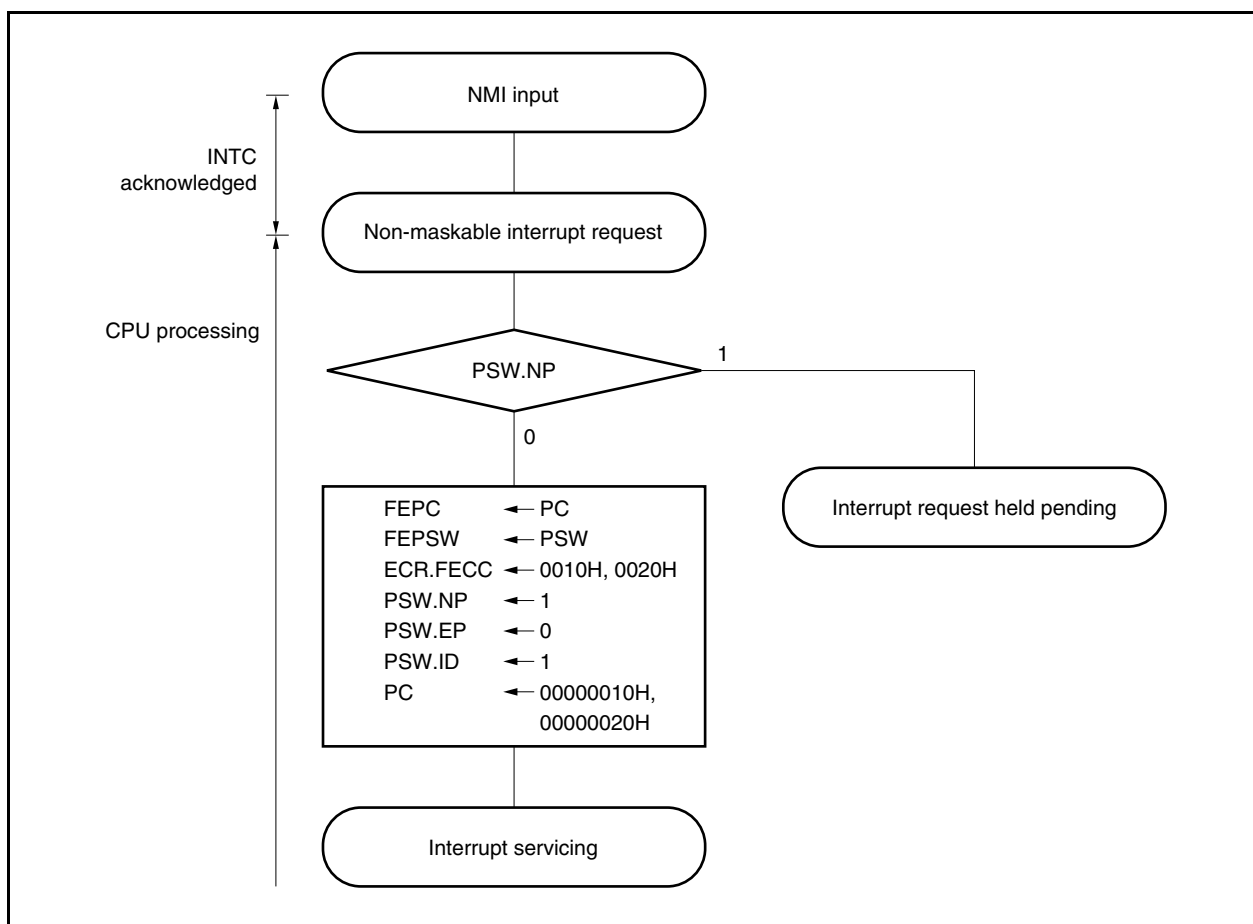 NMI input
INTC
acknowledged
Non-maskable interrupt request
CPU processing
PSW.NP
1
0
FEPC ← PC
FEPSW ← PSW
ECR.FECC ← 0010H, 0020H
PSW.NP ← 1
PSW.EP ← 0
PSW.ID ← 1
PC ← 00000010H,
00000020H
Interrupt request held pending
Interrupt servicing